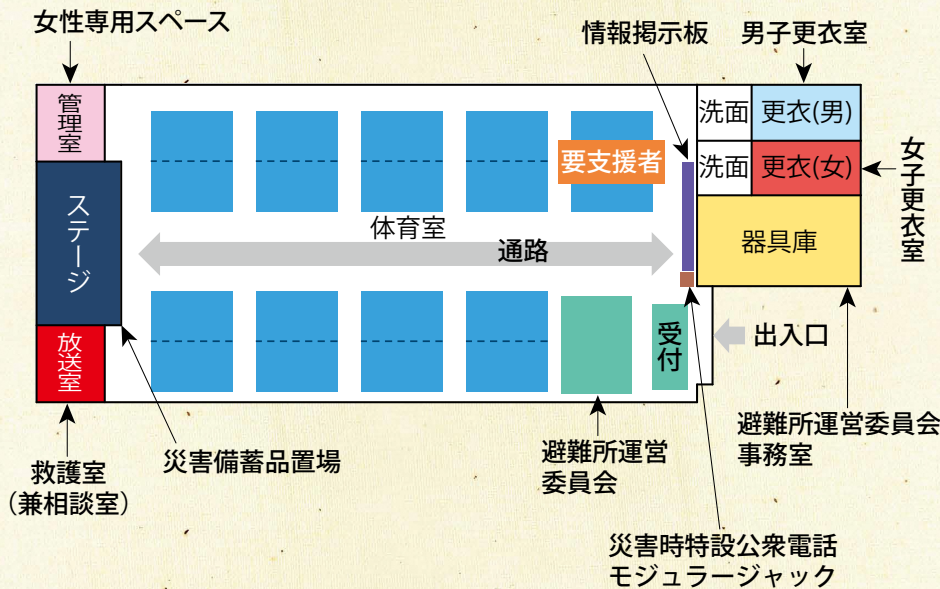 女性専用スペース
情報掲示板
男子更衣室
管理室
洗面
更衣(男)
要支援者
洗面
更衣(女)
女子更衣室
ステージ
体育室
通路
器具庫
放送室
受付
出入口
災害備蓄品置場
避難所運営
委員会
避難所運営委員会
事務室
救護室
(兼相談室)
災害時特設公衆電話
モジュラージャック